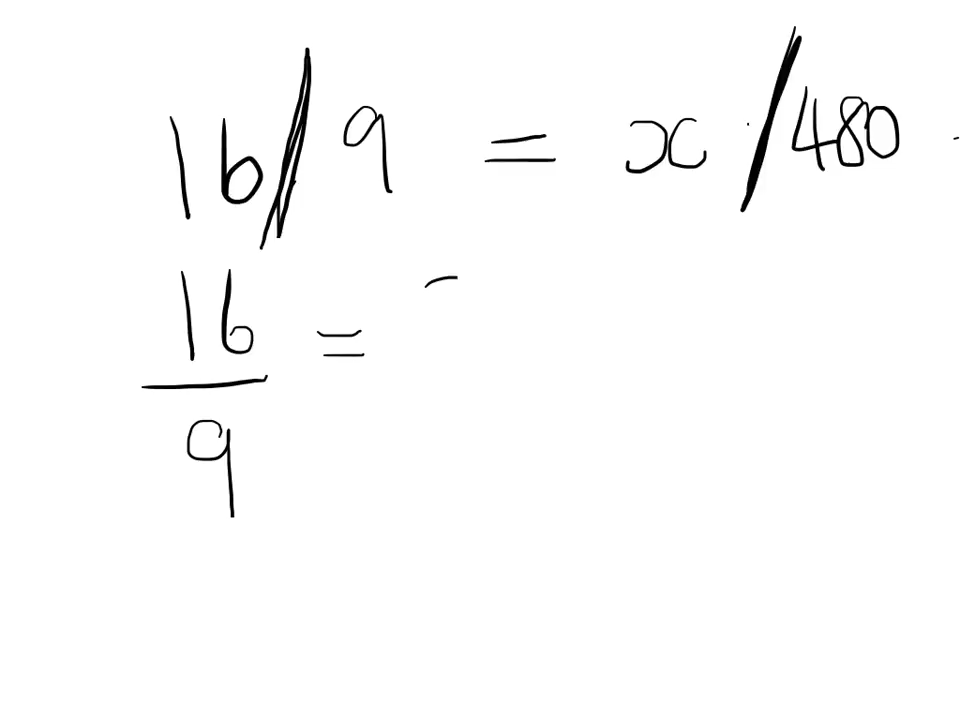 16/9 = x/480
16/9 =